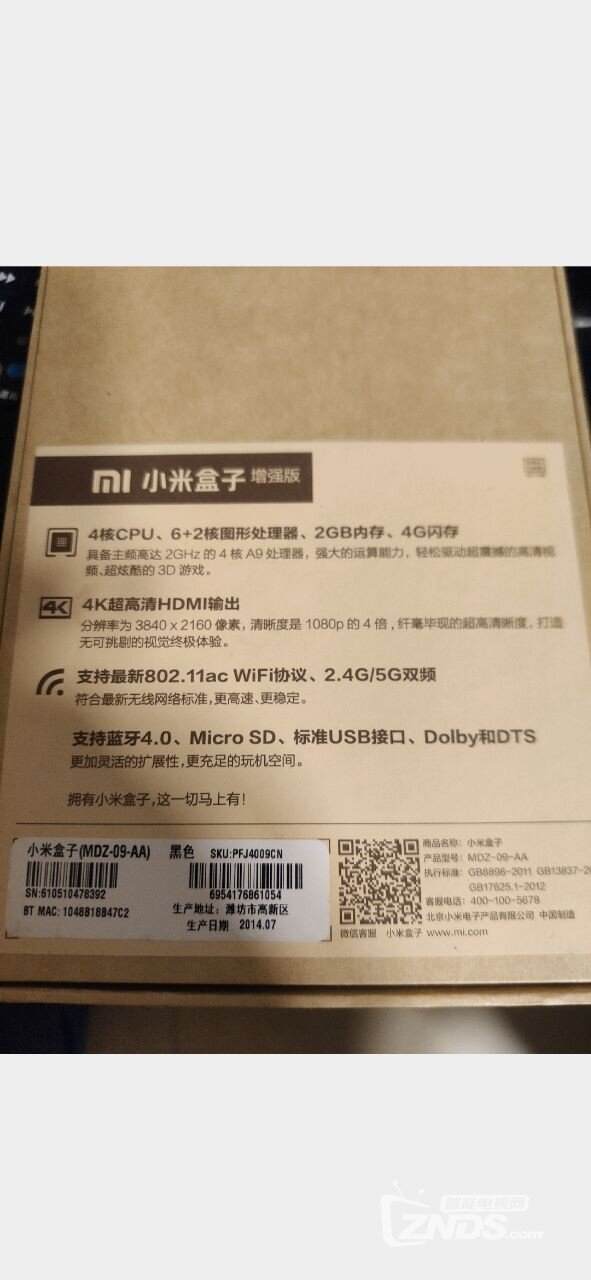 mi 小米盒子 增强版
4核CPU、6+2核图形处理器、2GB内存、4G闪存
具备主频高达 2GHz 的 4 核 A9 处理器，强大的运算能力，轻松驱动超震撼的高清视
频、超炫酷的 3D 游戏。
4K
4K超高清HDMI输出
分辨率为 3840 x 2160 像素，清晰度是 1080p 的 4 倍，纤毫毕现的超高清晰度，打造
无可挑剔的视觉终极体验。
支持最新802.11ac WiFi协议、2.4G/5G双频
符合最新无线网络标准，更高速、更稳定。
支持蓝牙4.0、Micro SD、标准USB接口、Dolby和DTS
更加灵活的扩展性，更充足的玩机空间。
拥有小米盒子，这一切马上有！
小米盒子(MDZ-09-AA) 黑色 SKU:PFJ4009CN
SN:610510478392
6954176861054
BT MAC: 1048B18B47C2
生产地址: 潍坊市高新区
生产日期 2014.07
商品名称: 小米盒子
产品型号: MDZ-09-AA
执行标准: GB8898-2011 GB13837-2
GB17625.1-2012
客服电话: 400-100-5678
北京小米电子产品有限公司 中国制造
微信客服 小米盒子 www.mi.com
智能电视网
ZNDS.com